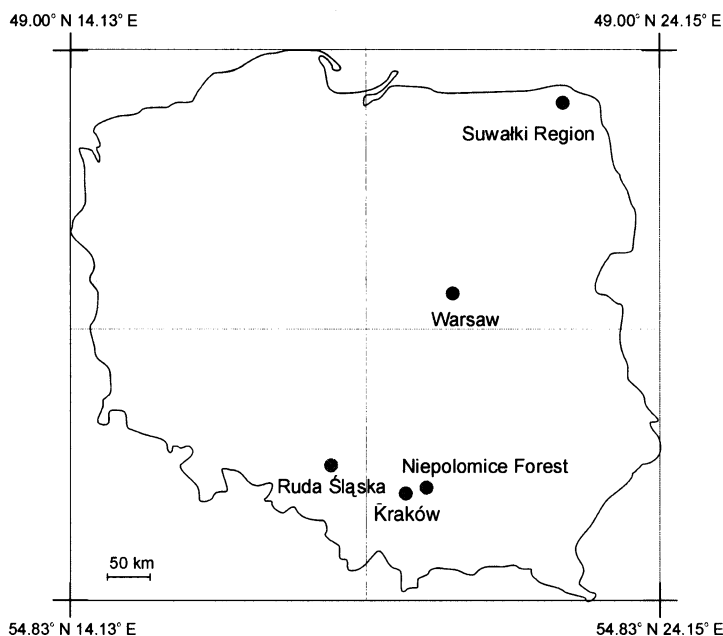 49.00° N 14.13° E
49.00° N 24.15° E
Suwałki Region
Warsaw
Niepolomice Forest
Ruda Śląska
Kraków
50 km
54.83° N 14.13° E
54.83° N 24.15° E